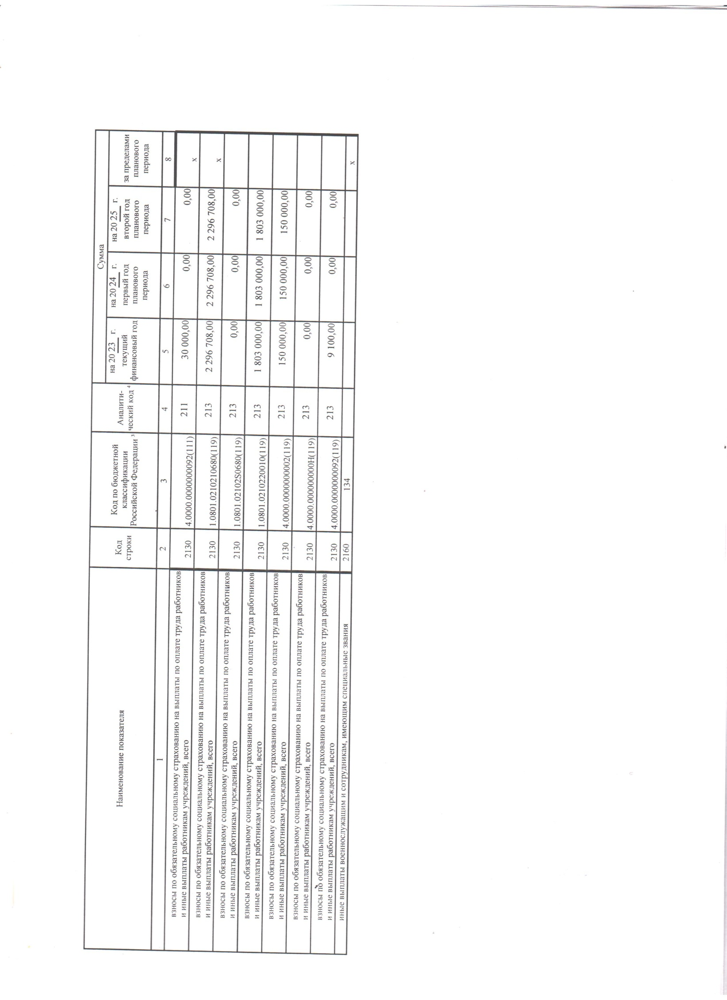 Наименование показателя
Код
строки
Код по бюджетной
классификации
Российской Федерации ³
Аналити-
ческий код ⁴
Сумма
на 20 23 г.
текущий
финансовый год
на 20 24 г.
первый год
планового
периода
на 20 25 г.
второй год
планового
периода
за пределами
планового
периода
1 2 3 4 5 6 7 8
взносы по обязательному социальному страхованию на выплаты по оплате труда работников
и иные выплаты работникам учреждений, всего 2130 4.0000.0000000092(111) 211 30 000,00 0,00 0,00 x
взносы по обязательному социальному страхованию на выплаты по оплате труда работников
и иные выплаты работникам учреждений, всего 2130 1.0801.0210210680(119) 213 2 296 708,00 2 296 708,00 2 296 708,00 x
взносы по обязательному социальному страхованию на выплаты по оплате труда работников
и иные выплаты работникам учреждений, всего 2130 1.0801.02102S0680(119) 213 0,00 0,00 0,00
взносы по обязательному социальному страхованию на выплаты по оплате труда работников
и иные выплаты работникам учреждений, всего 2130 1.0801.0210220010(119) 213 1 803 000,00 1 803 000,00 1 803 000,00
взносы по обязательному социальному страхованию на выплаты по оплате труда работников
и иные выплаты работникам учреждений, всего 2130 4.0000.0000000002(119) 213 150 000,00 150 000,00 150 000,00
взносы по обязательному социальному страхованию на выплаты по оплате труда работников
и иные выплаты работникам учреждений, всего 2130 4.0000.000000000Н(119) 213 0,00 0,00 0,00
взносы по обязательному социальному страхованию на выплаты по оплате труда работников
и иные выплаты работникам учреждений, всего 2130 4.0000.0000000092(119) 213 9 100,00 0,00 0,00
иные выплаты военнослужащим и сотрудникам, имеющим специальные звания 2160 134 x